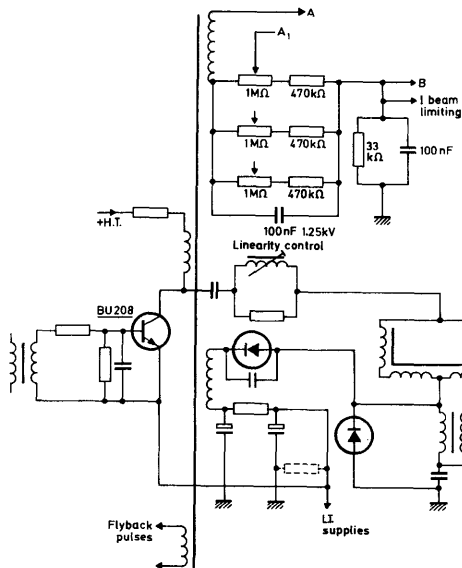 A
A1
B
I beam
limiting
1MΩ
470kΩ
1MΩ
470kΩ
33
kΩ
100nF
1MΩ
470kΩ
100nF 1.25kV
+H.T.
Linearity control
BU208
L.T.
supplies
Flyback
pulses